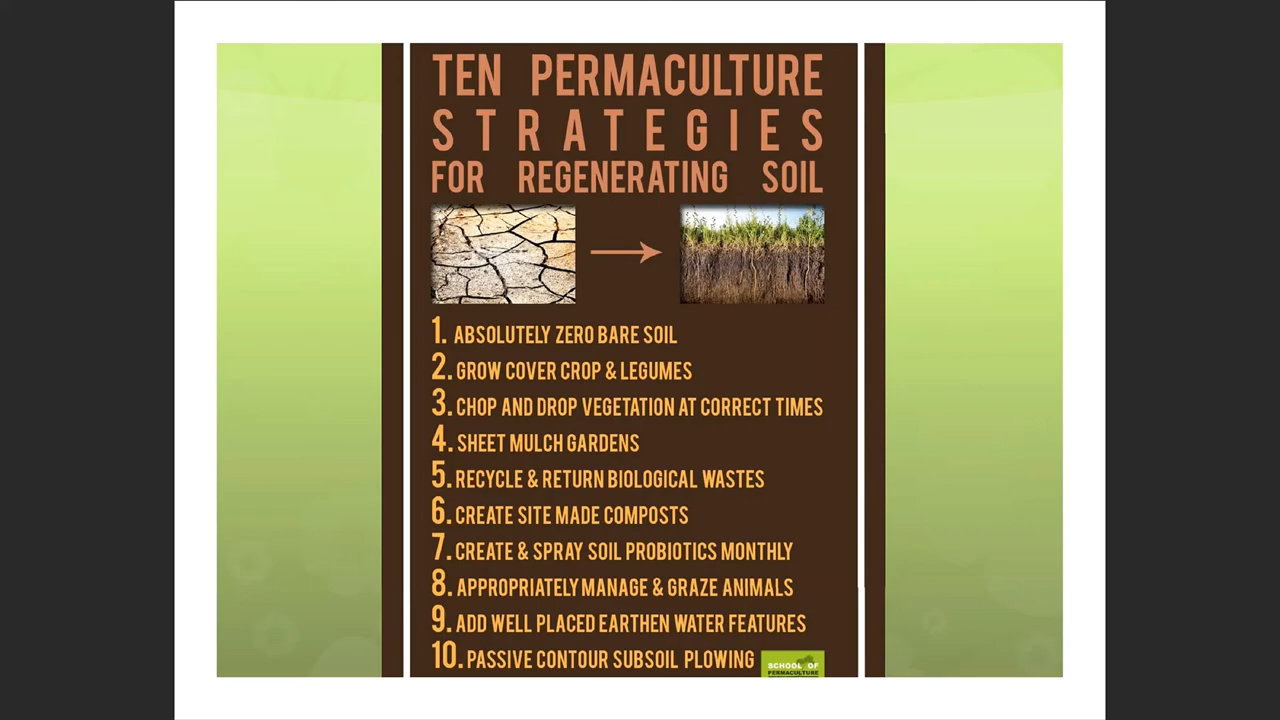 TEN PERMACULTURE
STRATEGIES
FOR REGENERATING SOIL
1. ABSOLUTELY ZERO BARE SOIL
2. GROW COVER CROP & LEGUMES
3. CHOP AND DROP VEGETATION AT CORRECT TIMES
4. SHEET MULCH GARDENS
5. RECYCLE & RETURN BIOLOGICAL WASTES
6. CREATE SITE MADE COMPOSTS
7. CREATE & SPRAY SOIL PROBIOTICS MONTHLY
8. APPROPRIATELY MANAGE & GRAZE ANIMALS
9. ADD WELL PLACED EARTHEN WATER FEATURES
10. PASSIVE CONTOUR SUBSOIL PLOWING
SCHOOL OF
PERMACULTURE